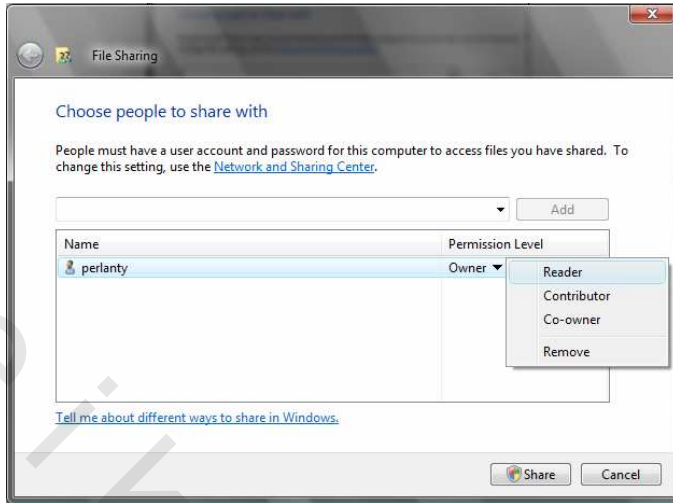 File Sharing
Choose people to share with
People must have a user account and password for this computer to access files you have shared. To
change this setting, use the Network and Sharing Center.
Add
Name Permission Level
perlanty Owner
Reader
Contributor
Co-owner
Remove
Tell me about different ways to share in Windows.
Share Cancel